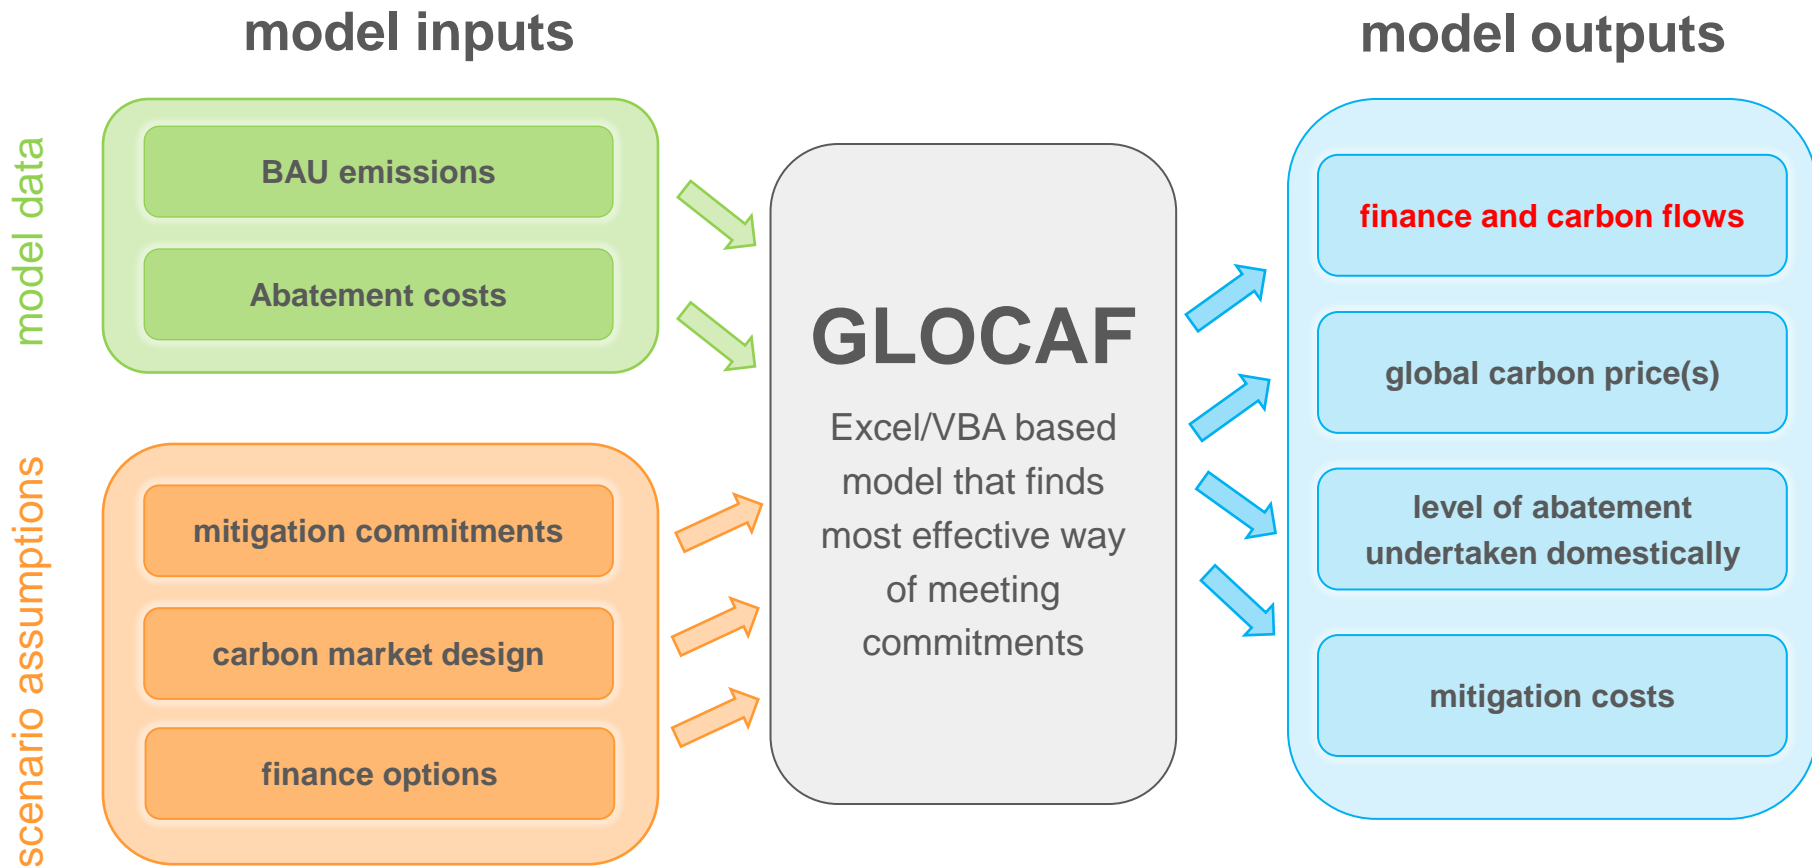 model inputs
model data
BAU emissions
Abatement costs
scenario assumptions
mitigation commitments
carbon market design
finance options
GLOCAF
Excel/VBA based
model that finds
most effective way
of meeting
commitments
model outputs
finance and carbon flows
global carbon price(s)
level of abatement
undertaken domestically
mitigation costs